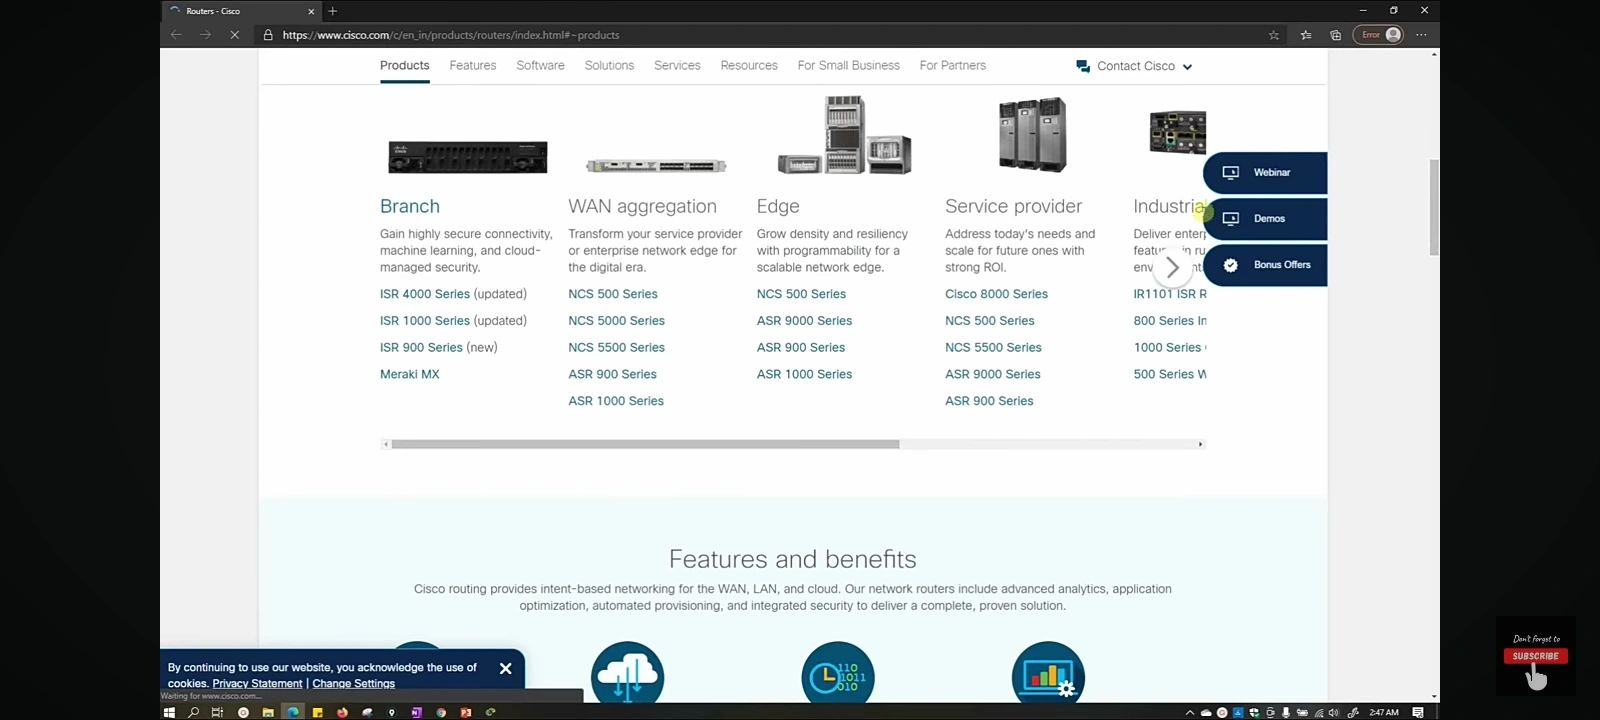 Routers - Cisco
https://www.cisco.com/c/en_in/products/routers/index.html#~products
Error
Products Features Software Solutions Services Resources For Small Business For Partners Contact Cisco
Webinar
Demos
Bonus Offers
Branch
Gain highly secure connectivity,
machine learning, and cloud-
managed security.
ISR 4000 Series (updated)
ISR 1000 Series (updated)
ISR 900 Series (new)
Meraki MX
WAN aggregation
Transform your service provider
or enterprise network edge for
the digital era.
NCS 500 Series
NCS 5000 Series
NCS 5500 Series
ASR 900 Series
ASR 1000 Series
Edge
Grow density and resiliency
with programmability for a
scalable network edge.
NCS 500 Series
ASR 9000 Series
ASR 900 Series
ASR 1000 Series
Service provider
Address today's needs and
scale for future ones with
strong ROI.
Cisco 8000 Series
NCS 500 Series
NCS 5500 Series
ASR 9000 Series
ASR 900 Series
Industria
Deliver
in
IR1101 ISR R
800 Series
1000 Series
500 Series W
Features and benefits
Cisco routing provides intent-based networking for the WAN, LAN, and cloud. Our network routers include advanced analytics, application
optimization, automated provisioning, and integrated security to deliver a complete, proven solution.
110
1011
010
By continuing to use our website, you acknowledge the use of
cookies. Privacy Statement | Change Settings
Waiting for www.cisco.com...
Don't forget to
SUBSCRIBE
2:47 AM